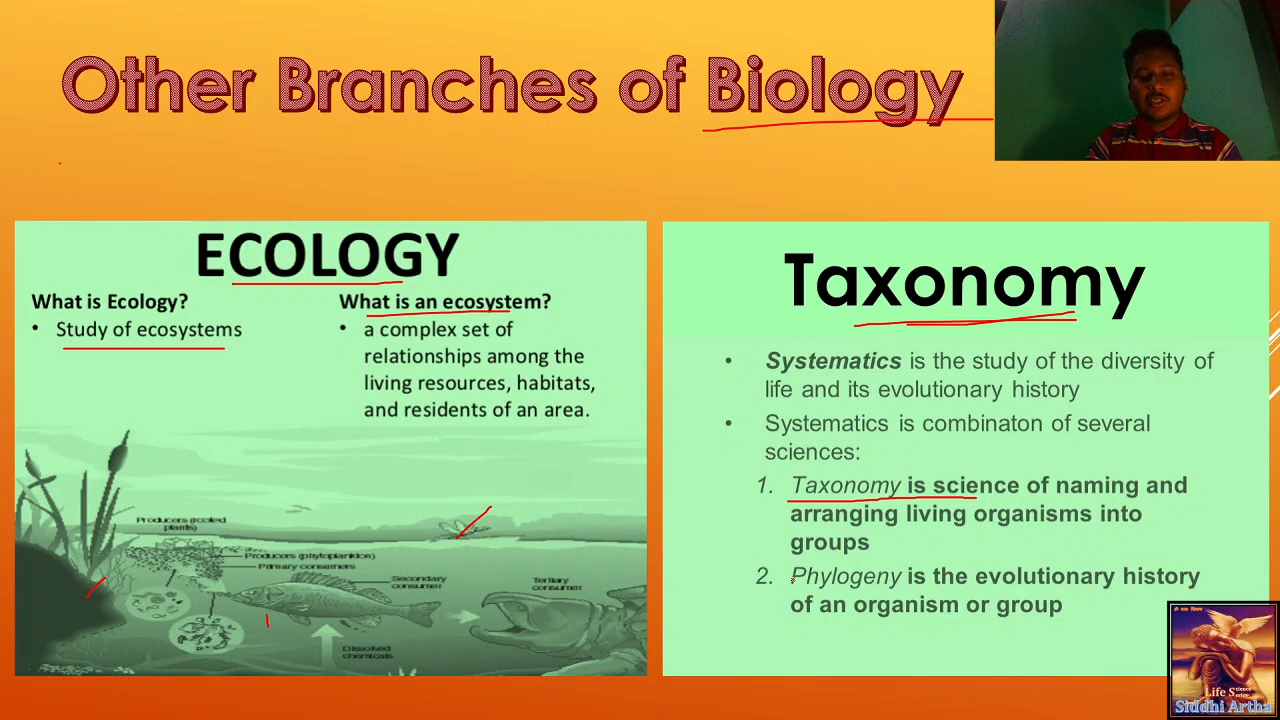 Other Branches of Biology
ECOLOGY
What is Ecology?
• Study of ecosystems
What is an ecosystem?
• a complex set of
relationships among the
living resources, habitats,
and residents of an area.
Producers (rooted
plants)
Producers (phytoplankton)
Primary consumers
Secondary
consumer
Tertiary
consumer
Dissolved
chemicals
Taxonomy
• Systematics is the study of the diversity of
life and its evolutionary history
• Systematics is combinaton of several
sciences:
1. Taxonomy is science of naming and
arranging living organisms into
groups
2. Phylogeny is the evolutionary history
of an organism or group
Life Science
Series
Siddhi Artha